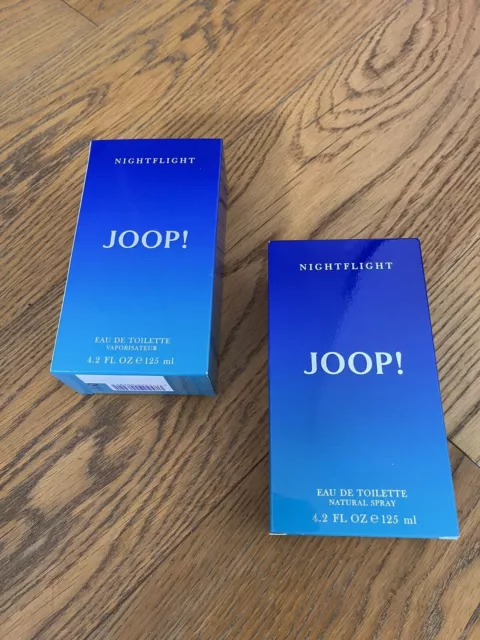 NIGHTFLIGHT
JOOP!
EAU DE TOILETTE
VAPORISATEUR
4.2 FL OZ ℮ 125 ml
NIGHTFLIGHT
JOOP!
EAU DE TOILETTE
NATURAL SPRAY
4.2 FL OZ ℮ 125 ml